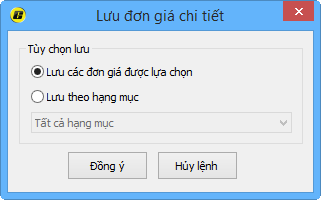 Lưu đơn giá chi tiết
Tùy chọn lưu
Lưu các đơn giá được lựa chọn
Lưu theo hạng mục
Tất cả hạng mục
Đồng ý
Hủy lệnh